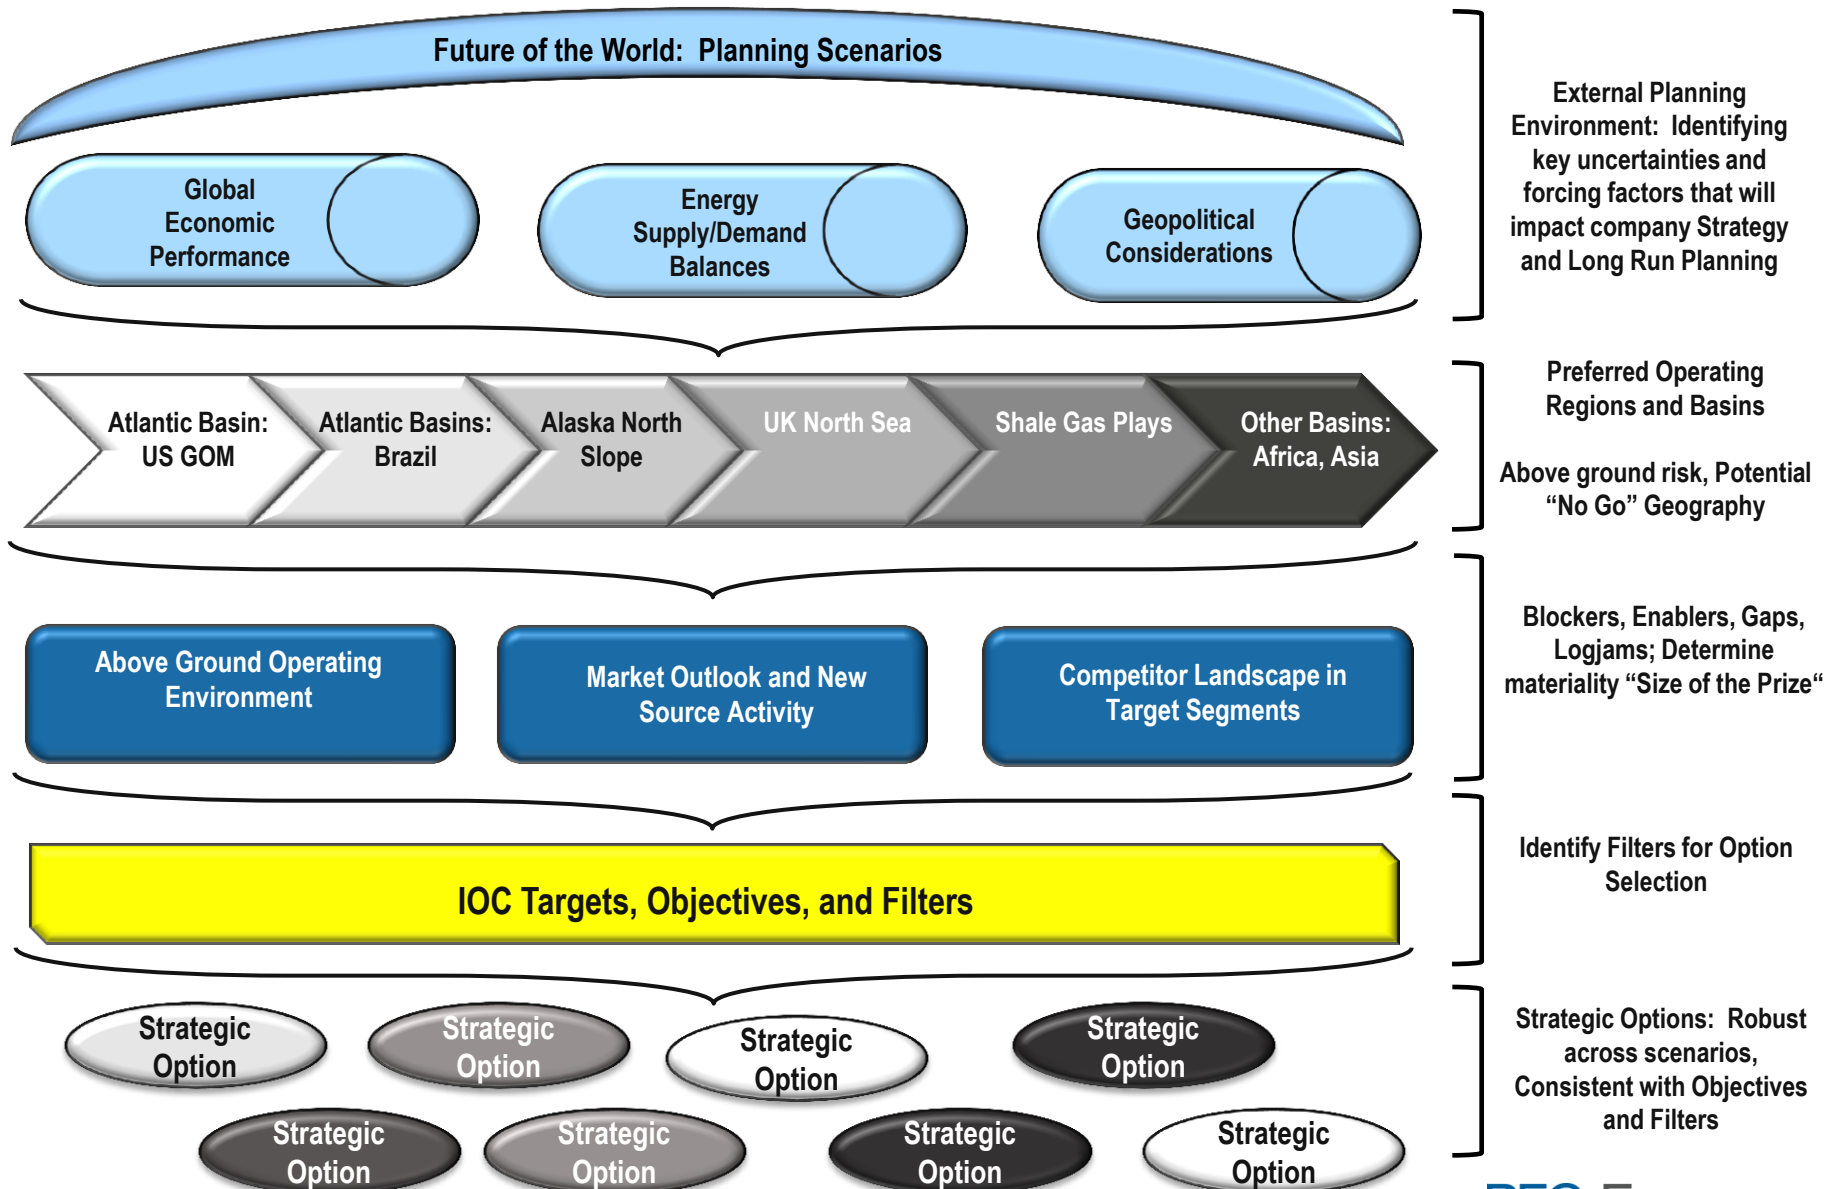 Future of the World:  Planning Scenarios
Global
Economic
Performance
Energy
Supply/Demand
Balances
Geopolitical
Considerations
External Planning
Environment:  Identifying
key uncertainties and
forcing factors that will
impact company Strategy
and Long Run Planning
Atlantic Basin:
US GOM
Atlantic Basins:
Brazil
Alaska North
Slope
UK North Sea
Shale Gas Plays
Other Basins:
Africa, Asia
Preferred Operating
Regions and Basins
Above ground risk, Potential
“No Go” Geography
Above Ground Operating
Environment
Market Outlook and New
Source Activity
Competitor Landscape in
Target Segments
Blockers, Enablers, Gaps,
Logjams; Determine
materiality “Size of the Prize“
IOC Targets, Objectives, and Filters
Identify Filters for Option
Selection
Strategic
Option
Strategic
Option
Strategic
Option
Strategic
Option
Strategic
Option
Strategic
Option
Strategic
Option
Strategic
Option
Strategic Options:  Robust
across scenarios,
Consistent with Objectives
and Filters